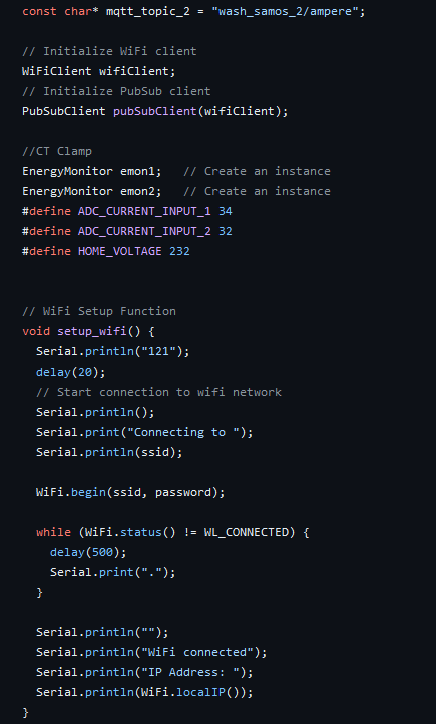 const char* mqtt_topic_2 = "wash_samos_2/ampere";
// Initialize WiFi client
WiFiClient wifiClient;
// Initialize PubSub client
PubSubClient pubSubClient(wifiClient);
//CT Clamp
EnergyMonitor emon1;   // Create an instance
EnergyMonitor emon2;   // Create an instance
#define ADC_CURRENT_INPUT_1 34
#define ADC_CURRENT_INPUT_2 32
#define HOME_VOLTAGE 232
// WiFi Setup Function
void setup_wifi() {
  Serial.println("121");
  delay(20);
  // Start connection to wifi network
  Serial.println();
  Serial.print("Connecting to ");
  Serial.println(ssid);
  WiFi.begin(ssid, password);
  while (WiFi.status() != WL_CONNECTED) {
    delay(500);
    Serial.print(".");
  }
  Serial.println("");
  Serial.println("WiFi connected");
  Serial.println("IP Address: ");
  Serial.println(WiFi.localIP());
}